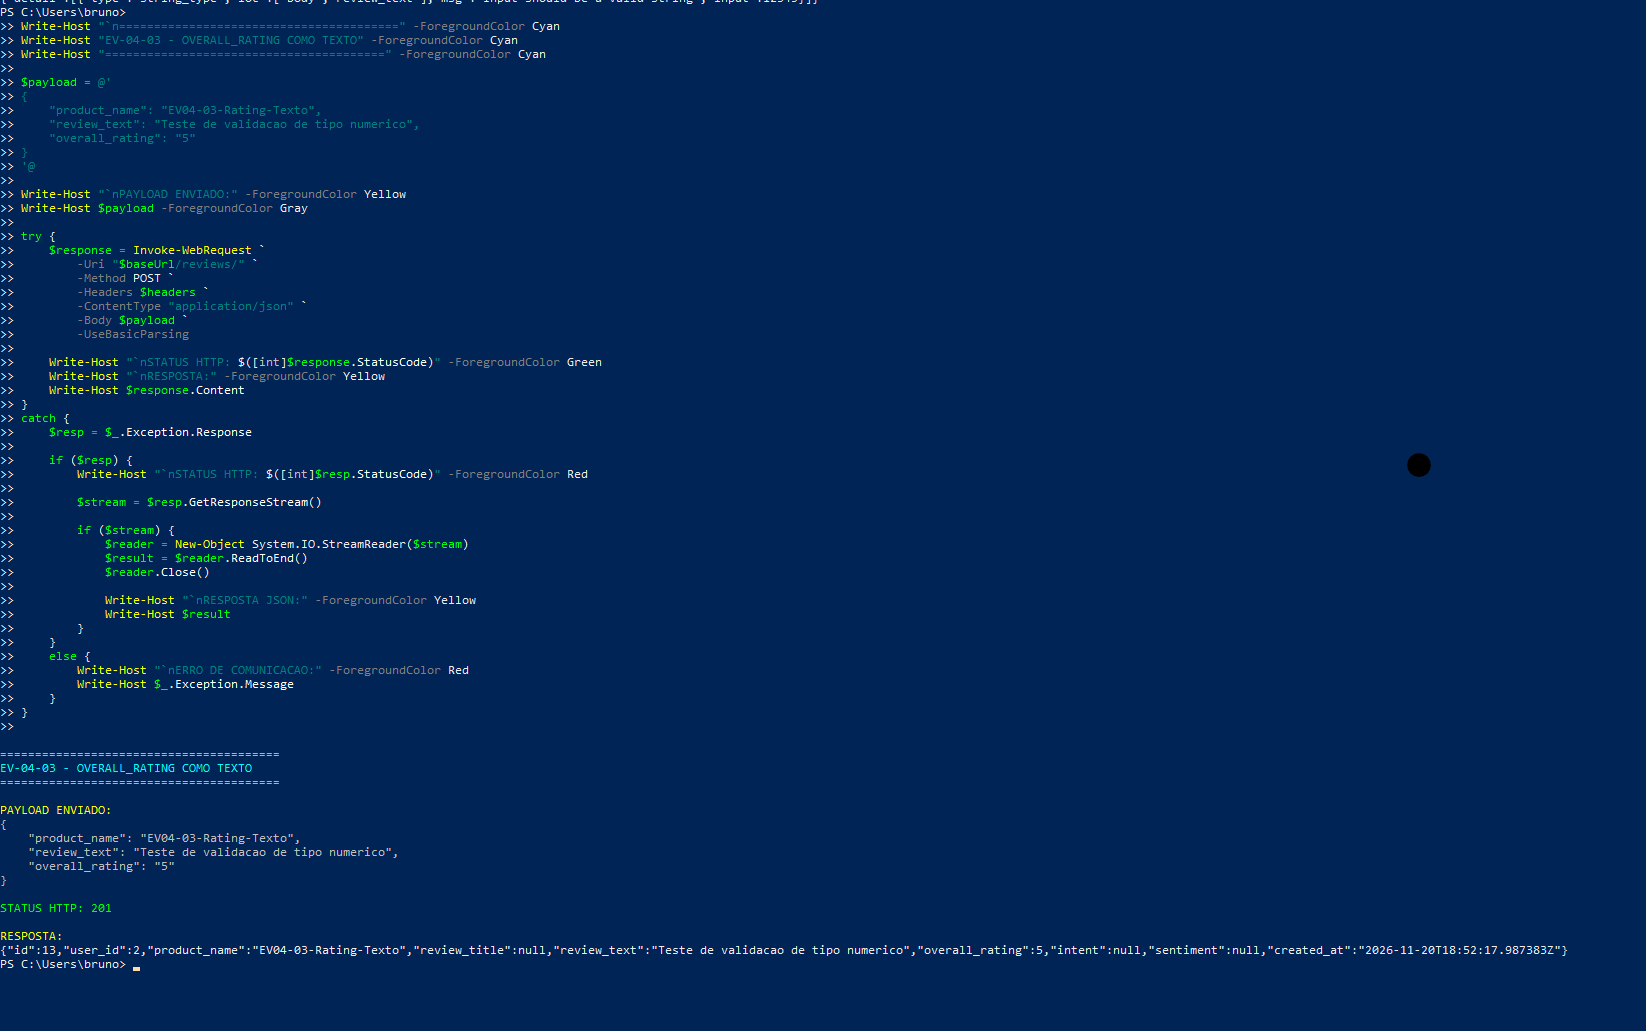 PS C:\Users\bruno>
>> Write-Host "`n========================================" -ForegroundColor Cyan
>> Write-Host "EV-04-03 - OVERALL_RATING COMO TEXTO" -ForegroundColor Cyan
>> Write-Host "========================================" -ForegroundColor Cyan
>>
>> $payload = @'
>> {
>>     "product_name": "EV04-03-Rating-Texto",
>>     "review_text": "Teste de validacao de tipo numerico",
>>     "overall_rating": "5"
>> }
>> '@
>>
>> Write-Host "`nPAYLOAD ENVIADO:" -ForegroundColor Yellow
>> Write-Host $payload -ForegroundColor Gray
>>
>> try {
>>     $response = Invoke-WebRequest `
>>         -Uri "$baseUrl/reviews/" `
>>         -Method POST `
>>         -Headers $headers `
>>         -ContentType "application/json" `
>>         -Body $payload `
>>         -UseBasicParsing
>>
>>     Write-Host "`nSTATUS HTTP: $([int]$response.StatusCode)" -ForegroundColor Green
>>     Write-Host "`nRESPOSTA:" -ForegroundColor Yellow
>>     Write-Host $response.Content
>> }
>> catch {
>>     $resp = $_.Exception.Response
>>
>>     if ($resp) {
>>         Write-Host "`nSTATUS HTTP: $([int]$resp.StatusCode)" -ForegroundColor Red
>>
>>         $stream = $resp.GetResponseStream()
>>
>>         if ($stream) {
>>             $reader = New-Object System.IO.StreamReader($stream)
>>             $result = $reader.ReadToEnd()
>>             $reader.Close()
>>
>>             Write-Host "`nRESPOSTA JSON:" -ForegroundColor Yellow
>>             Write-Host $result
>>         }
>>     }
>>     else {
>>         Write-Host "`nERRO DE COMUNICACAO:" -ForegroundColor Red
>>         Write-Host $_.Exception.Message
>>     }
>> }
>>
========================================
EV-04-03 - OVERALL_RATING COMO TEXTO
========================================
PAYLOAD ENVIADO:
{
    "product_name": "EV04-03-Rating-Texto",
    "review_text": "Teste de validacao de tipo numerico",
    "overall_rating": "5"
}
STATUS HTTP: 201
RESPOSTA:
{"id":13,"user_id":2,"product_name":"EV04-03-Rating-Texto","review_title":null,"review_text":"Teste de validacao de tipo numerico","overall_rating":5,"intent":null,"sentiment":null,"created_at":"2026-11-20T18:52:17.987383Z"}
PS C:\Users\bruno>